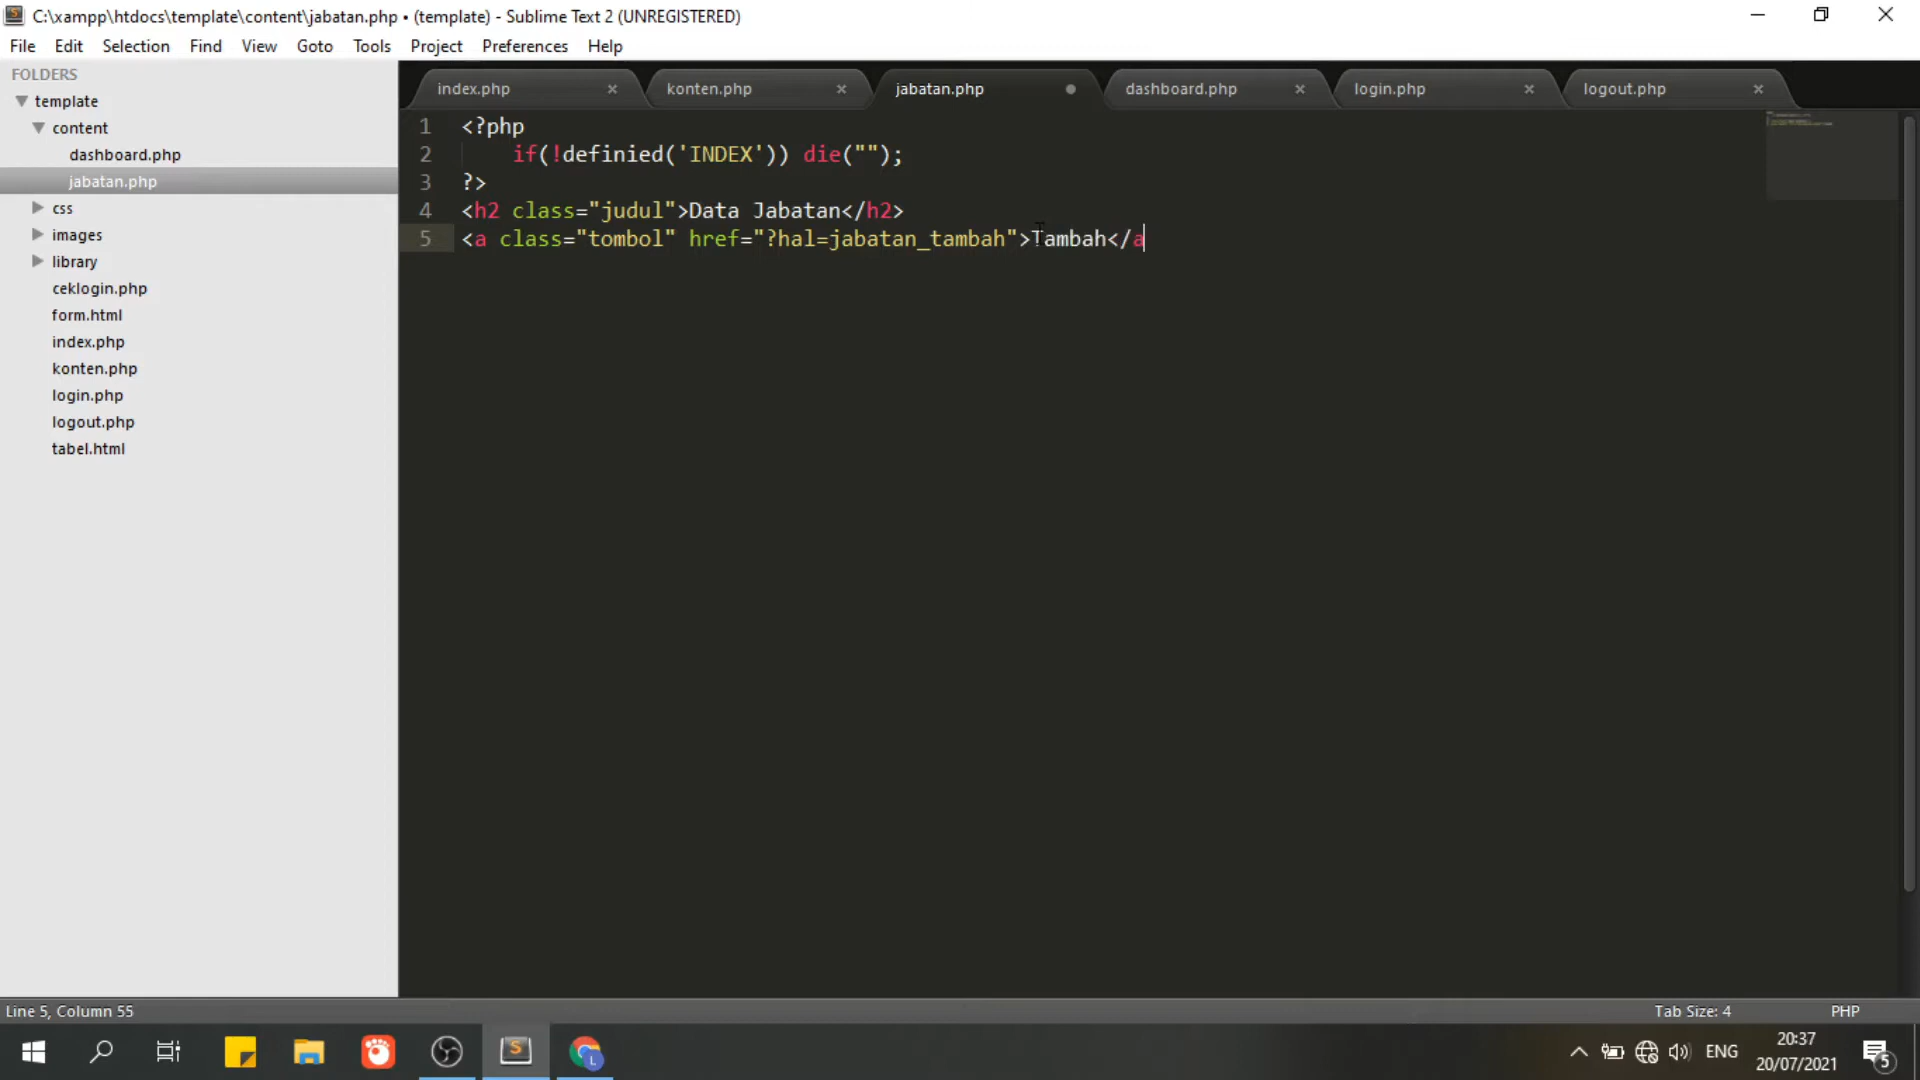 C:\xampp\htdocs\template\content\jabatan.php • (template) - Sublime Text 2 (UNREGISTERED)
File Edit Selection Find View Goto Tools Project Preferences Help
FOLDERS
template
content
dashboard.php
jabatan.php
css
images
library
ceklogin.php
form.html
index.php
konten.php
login.php
logout.php
tabel.html
index.php konten.php jabatan.php dashboard.php login.php logout.php
1 <?php
2 if(!definied('INDEX')) die("");
3 ?>
4 <h2 class="judul">Data Jabatan</h2>
5 <a class="tombol" href="?hal=jabatan_tambah">Tambah</a
Line 5, Column 55 Tab Size: 4 PHP
ENG 20:37
20/07/2021
5